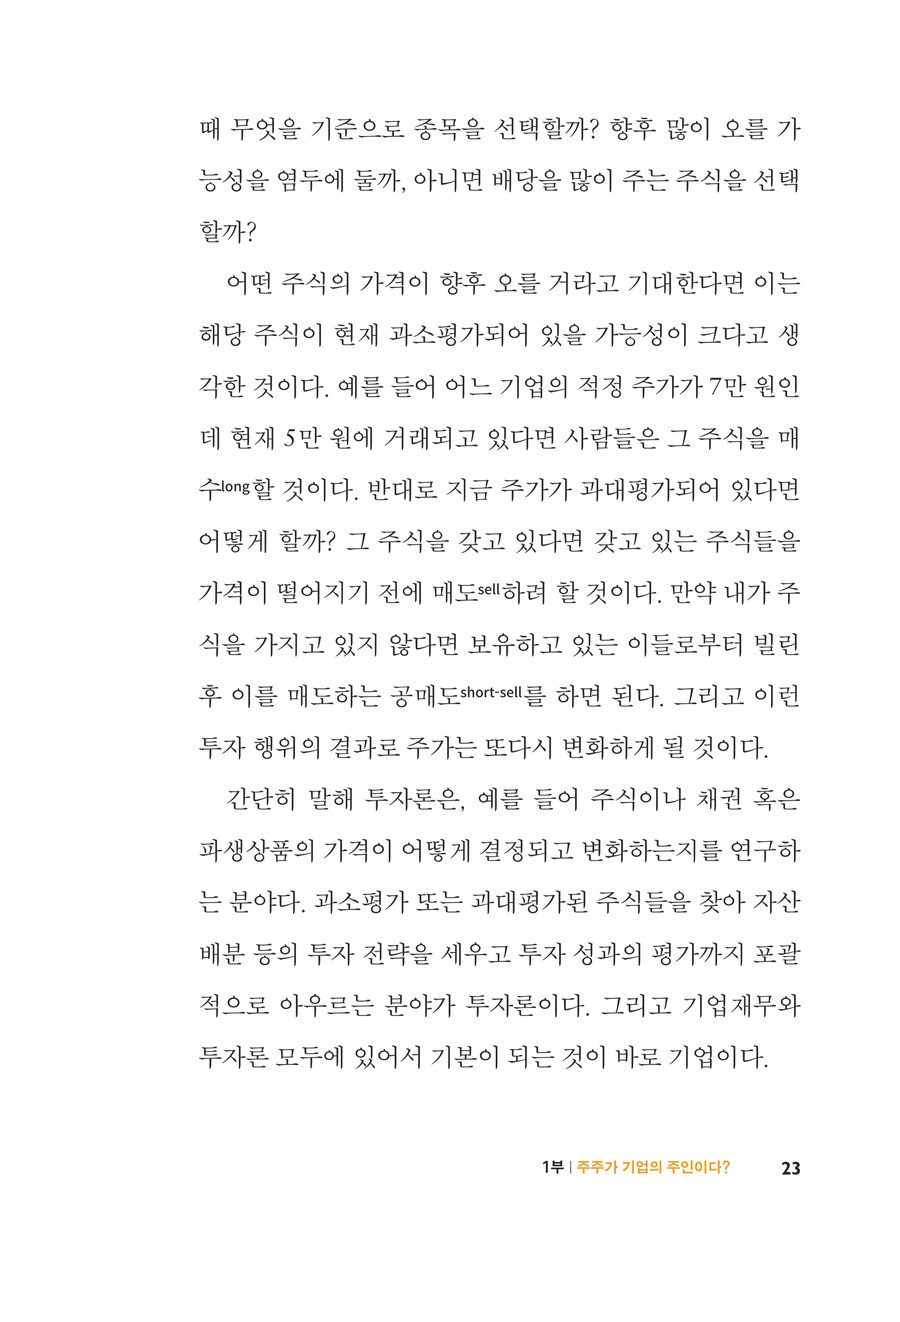 때 무엇을 기준으로 종목을 선택할까? 향후 많이 오를 가
능성을 염두에 둘까, 아니면 배당을 많이 주는 주식을 선택
할까?
어떤 주식의 가격이 향후 오를 거라고 기대한다면 이는
해당 주식이 현재 과소평가되어 있을 가능성이 크다고 생
각한 것이다. 예를 들어 어느 기업의 적정 주가가 7만 원인
데 현재 5만 원에 거래되고 있다면 사람들은 그 주식을 매
수long할 것이다. 반대로 지금 주가가 과대평가되어 있다면
어떻게 할까? 그 주식을 갖고 있다면 갖고 있는 주식들을
가격이 떨어지기 전에 매도sell하려 할 것이다. 만약 내가 주
식을 가지고 있지 않다면 보유하고 있는 이들로부터 빌린
후 이를 매도하는 공매도short-sell를 하면 된다. 그리고 이런
투자 행위의 결과로 주가는 또다시 변화하게 될 것이다.
간단히 말해 투자론은, 예를 들어 주식이나 채권 혹은
파생상품의 가격이 어떻게 결정되고 변화하는지를 연구하
는 분야다. 과소평가 또는 과대평가된 주식들을 찾아 자산
배분 등의 투자 전략을 세우고 투자 성과의 평가까지 포괄
적으로 아우르는 분야가 투자론이다. 그리고 기업재무와
투자론 모두에 있어서 기본이 되는 것이 바로 기업이다.
1부 | 주주가 기업의 주인이다? 23